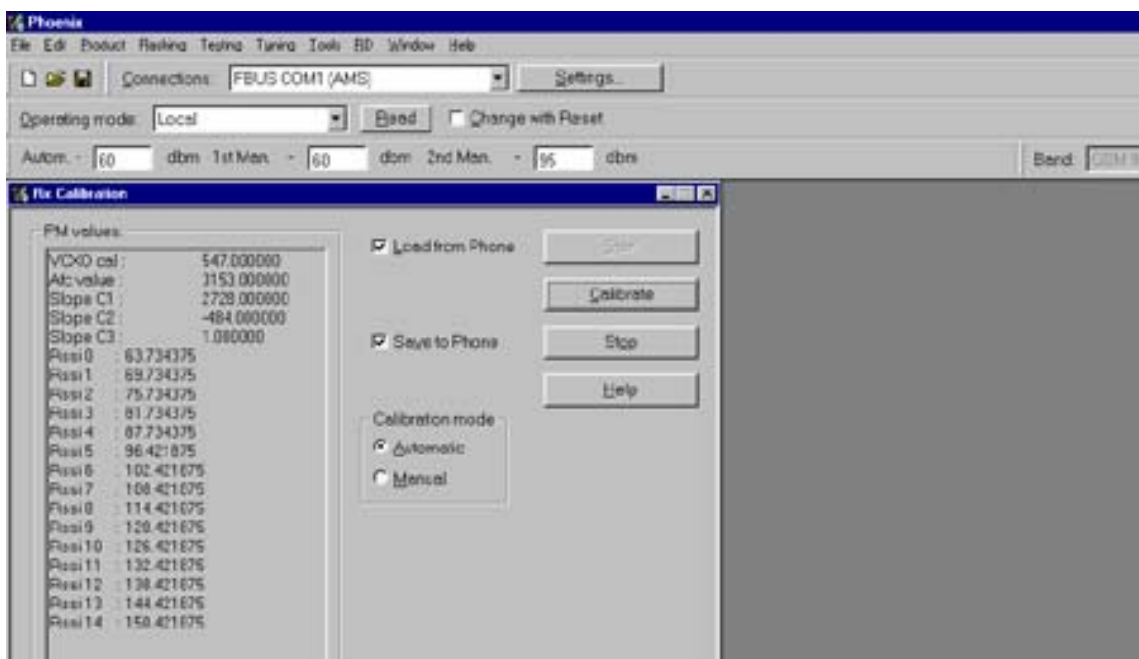 Phoenix
File Edit Product Flashing Testing Tuning Tools BD Window Help
Connections: FBUS COM1 (AMS) Settings...
Operating mode: Local Read Change with Reset
Autom. - 60 dbm 1st Man. - 60 dbm 2nd Man. - 95 dbm Band:
Rx Calibration
PM values:
VCXO cal : 547.000000
Afc value : 3153.000000
Slope C1 : 2728.000000
Slope C2 : -484.000000
Slope C3 : 1.000000
Rssi 0 : 63.734375
Rssi 1 : 69.734375
Rssi 2 : 75.734375
Rssi 3 : 81.734375
Rssi 4 : 87.734375
Rssi 5 : 96.421875
Rssi 6 : 102.421875
Rssi 7 : 108.421875
Rssi 8 : 114.421875
Rssi 9 : 120.421875
Rssi 10 : 126.421875
Rssi 11 : 132.421875
Rssi 12 : 138.421875
Rssi 13 : 144.421875
Rssi 14 : 150.421875
Load from Phone Start
Calibrate
Save to Phone Stop
Help
Calibration mode
Automatic
Manual